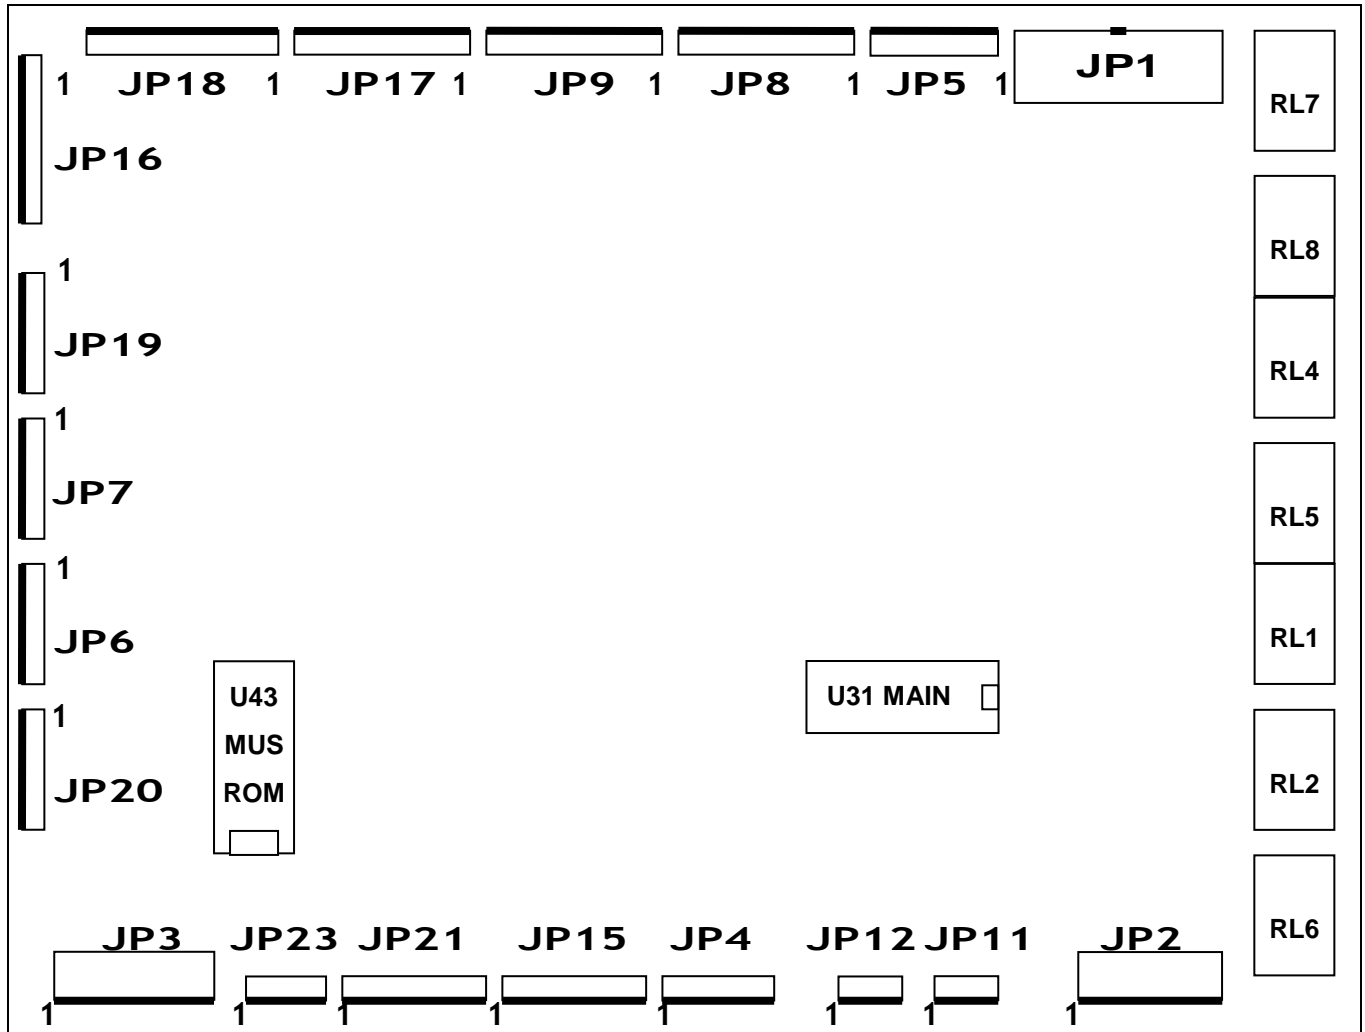 1 JP18 1 JP17 1 JP9 1 JP8 1 JP5 1 JP1
RL7
JP16
RL8
1
JP19
RL4
1
JP7
RL5
1
JP6
RL1
U43
MUS
ROM
U31 MAIN
1
JP20
RL2
JP3 JP23 JP21 JP15 JP4 JP12 JP11 JP2
RL6
1 1 1 1 1 1 1 1